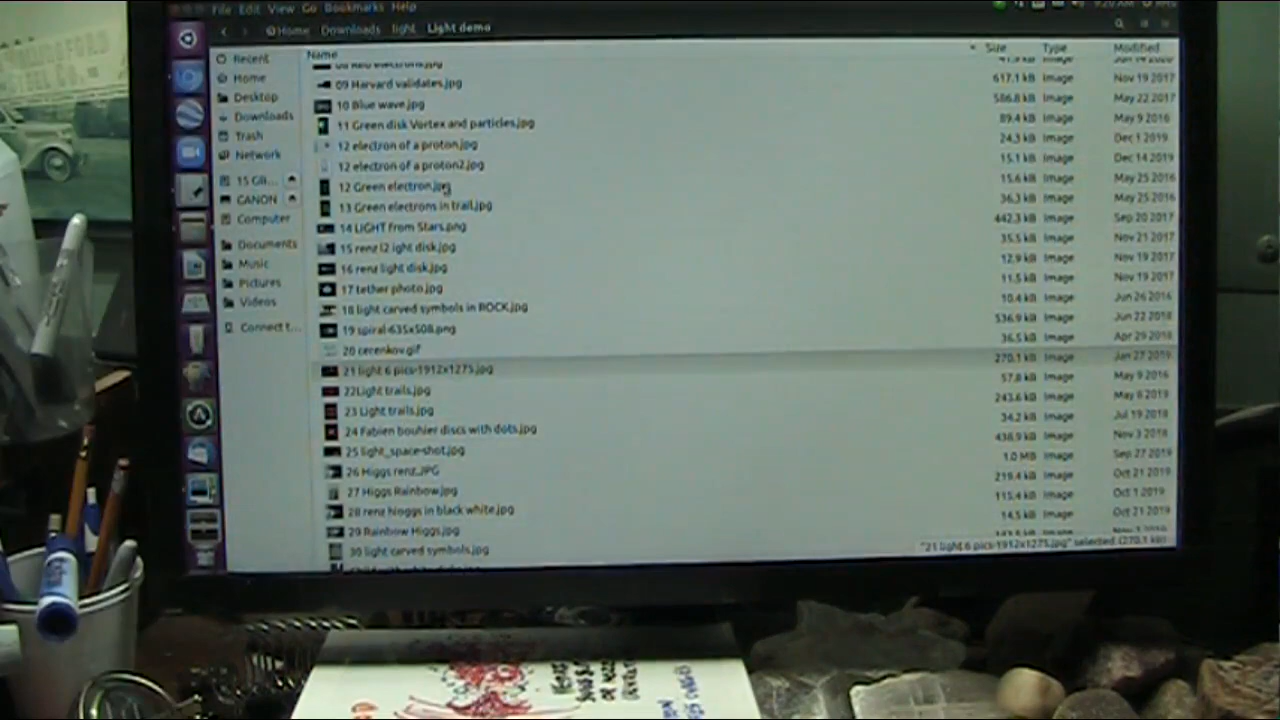 File Edit View Go Bookmarks Help
Home Downloads light Light demo
Name Size Type Modified
Recent
Home
Desktop
Downloads
Trash
Network
15 Gi...
CANON
Computer
Documents
Music
Pictures
Videos
Connect t...
09 Harvard validates.jpg 617.1 kB Image Nov 19 2017
10 Blue wave.jpg 586.8 kB Image May 22 2017
11 Green disk Vortex and particles.jpg 89.4 kB Image May 9 2016
12 electron of a proton.jpg 24.3 kB Image Dec 1 2019
12 electron of a proton2.jpg 15.1 kB Image Dec 14 2019
12 Green electron.jpg 15.6 kB Image May 25 2016
13 Green electrons in trail.jpg 36.3 kB Image May 25 2016
14 LIGHT from Stars.png 442.3 kB Image Sep 20 2017
15 renz l2 ight disk.jpg 35.5 kB Image Nov 21 2017
16 renz light disk.jpg 12.9 kB Image Nov 19 2017
17 tether photo.jpg 11.5 kB Image Nov 19 2017
18 light carved symbols in ROCK.jpg 10.4 kB Image Jun 26 2016
19 spiral-635x508.png 536.9 kB Image Jun 22 2018
20 cerenkov.gif 36.5 kB Image Apr 29 2018
21 light 6 pics-1912x1275.jpg 270.1 kB Image Jan 27 2019
22Light trails.jpg 57.8 kB Image May 9 2016
23 Light trails.jpg 243.6 kB Image May 8 2019
24 Fabien bouhier discs with dots.jpg 34.2 kB Image Jul 19 2018
25 light_space-shot.jpg 438.9 kB Image Nov 3 2018
26 Higgs renz.JPG 1.0 MB Image Sep 27 2019
27 Higgs Rainbow.jpg 219.4 kB Image Oct 21 2019
28 renz hioggs in black white.jpg 115.4 kB Image Oct 1 2019
29 Rainbow Higgs.jpg 14.5 kB Image Oct 21 2019
30 light carved symbols.jpg
"21 light 6 pics-1912x1275.jpg" selected (270.1 kB)